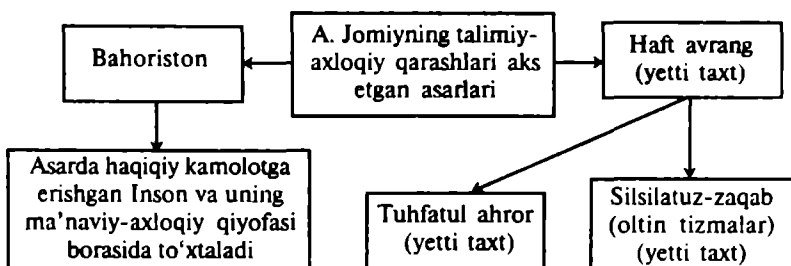 Bahoriston
A. Jomiyning talimiy-
axloqiy qarashlari aks
etgan asarlari
Haft avrang
(yetti taxt)
Asarda haqiqiy kamolotga
erishgan Inson va uning
ma'naviy-axloqiy qiyofasi
borasida to‘xtaladi
Tuhfatul ahror
(yetti taxt)
Silsilatuz-zaqab
(oltin tizmalar)
(yetti taxt)